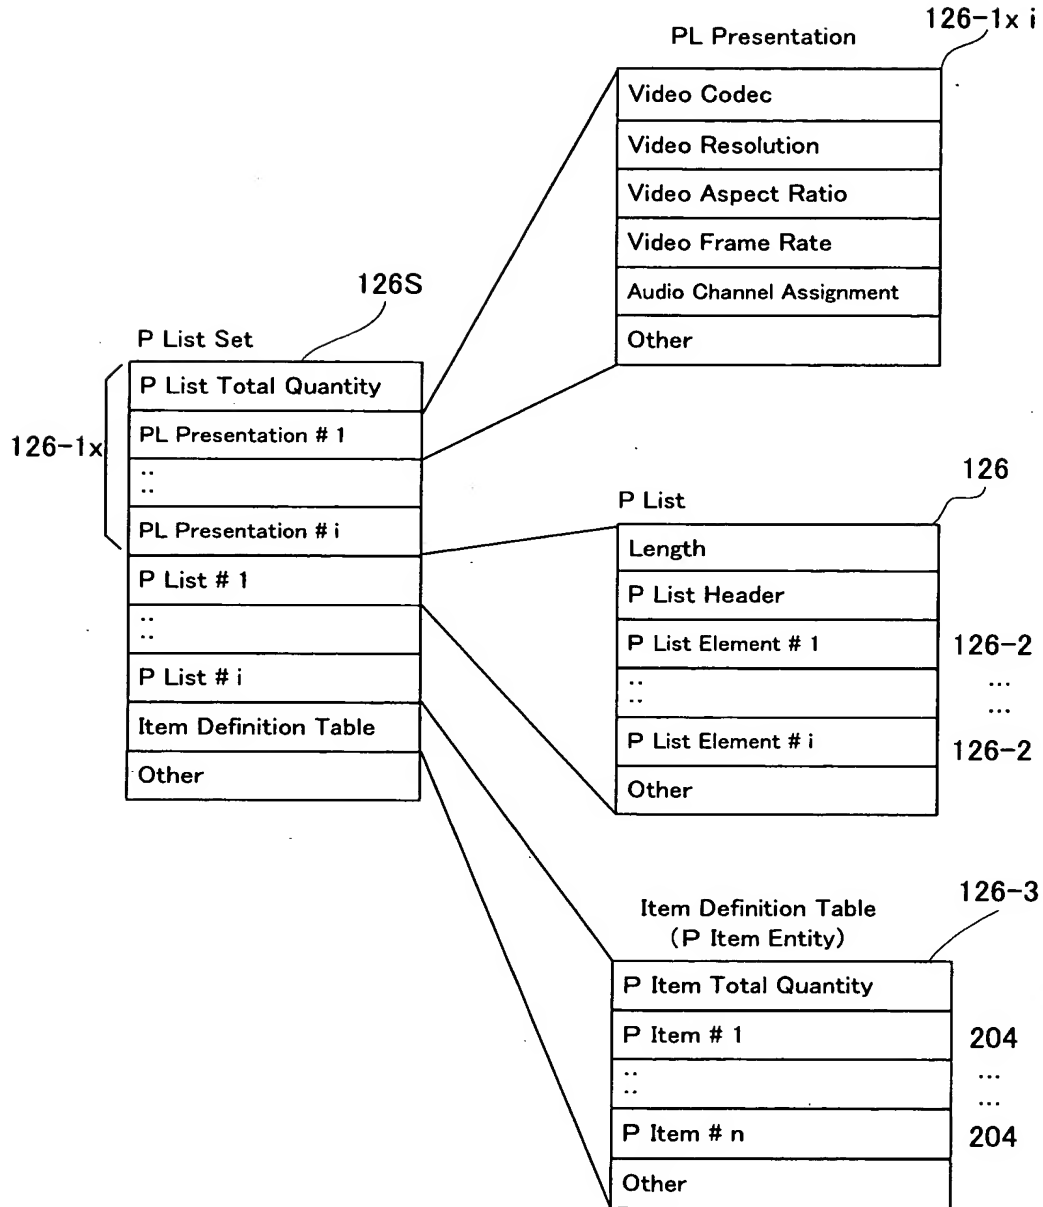 126-1x i
PL Presentation
Video Codec
Video Resolution
Video Aspect Ratio
Video Frame Rate
Audio Channel Assignment
Other
126S
P List Set
P List Total Quantity
PL Presentation # 1
::
PL Presentation # i
P List # 1
::
P List # i
Item Definition Table
Other
126-1x
126
P List
Length
P List Header
P List Element # 1
126-2
::
...
...
P List Element # i
126-2
Other
126-3
Item Definition Table
(P Item Entity)
P Item Total Quantity
P Item # 1
204
::
...
...
P Item # n
204
Other